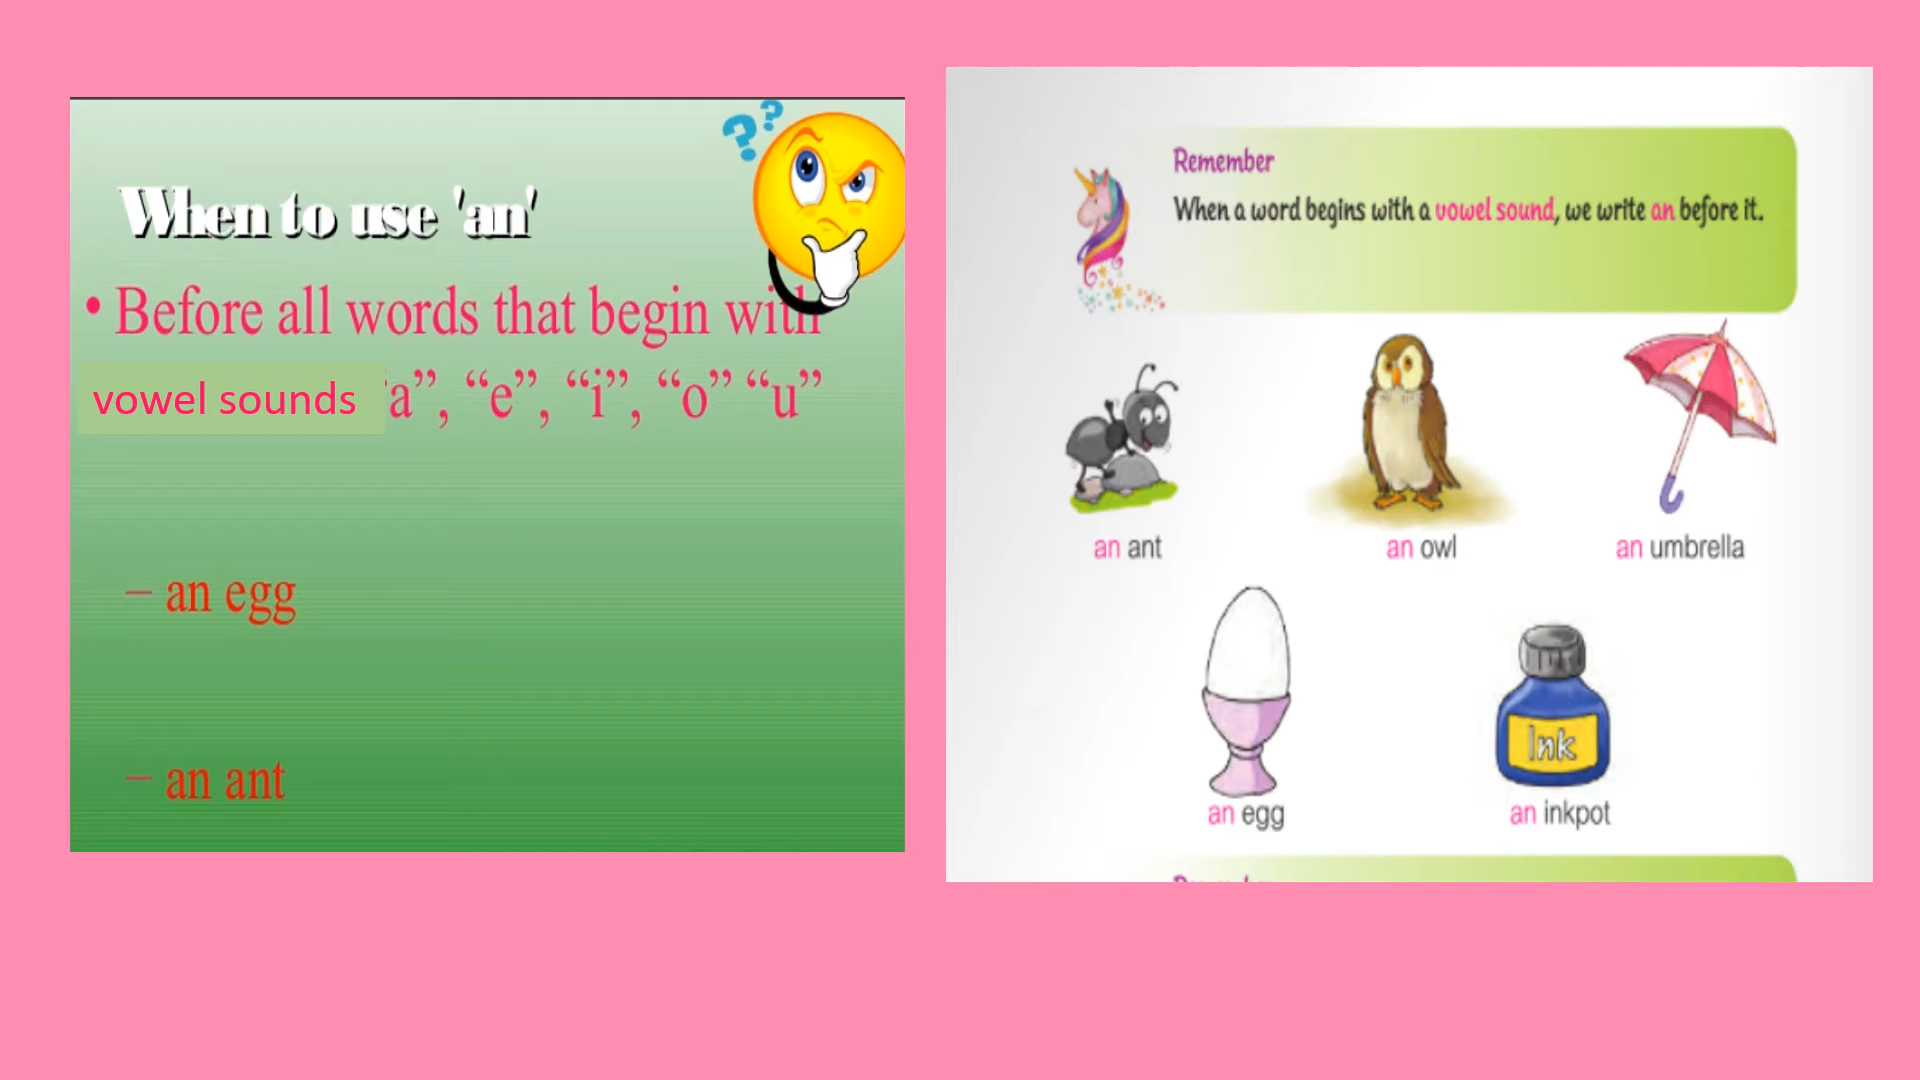 When to use 'an'
• Before all words that begin with
vowel sounds “a”, “e”, “i”, “o” “u”
– an egg
– an ant
Remember
When a word begins with a vowel sound, we write an before it.
an ant
an owl
an umbrella
Ink
an egg
an inkpot